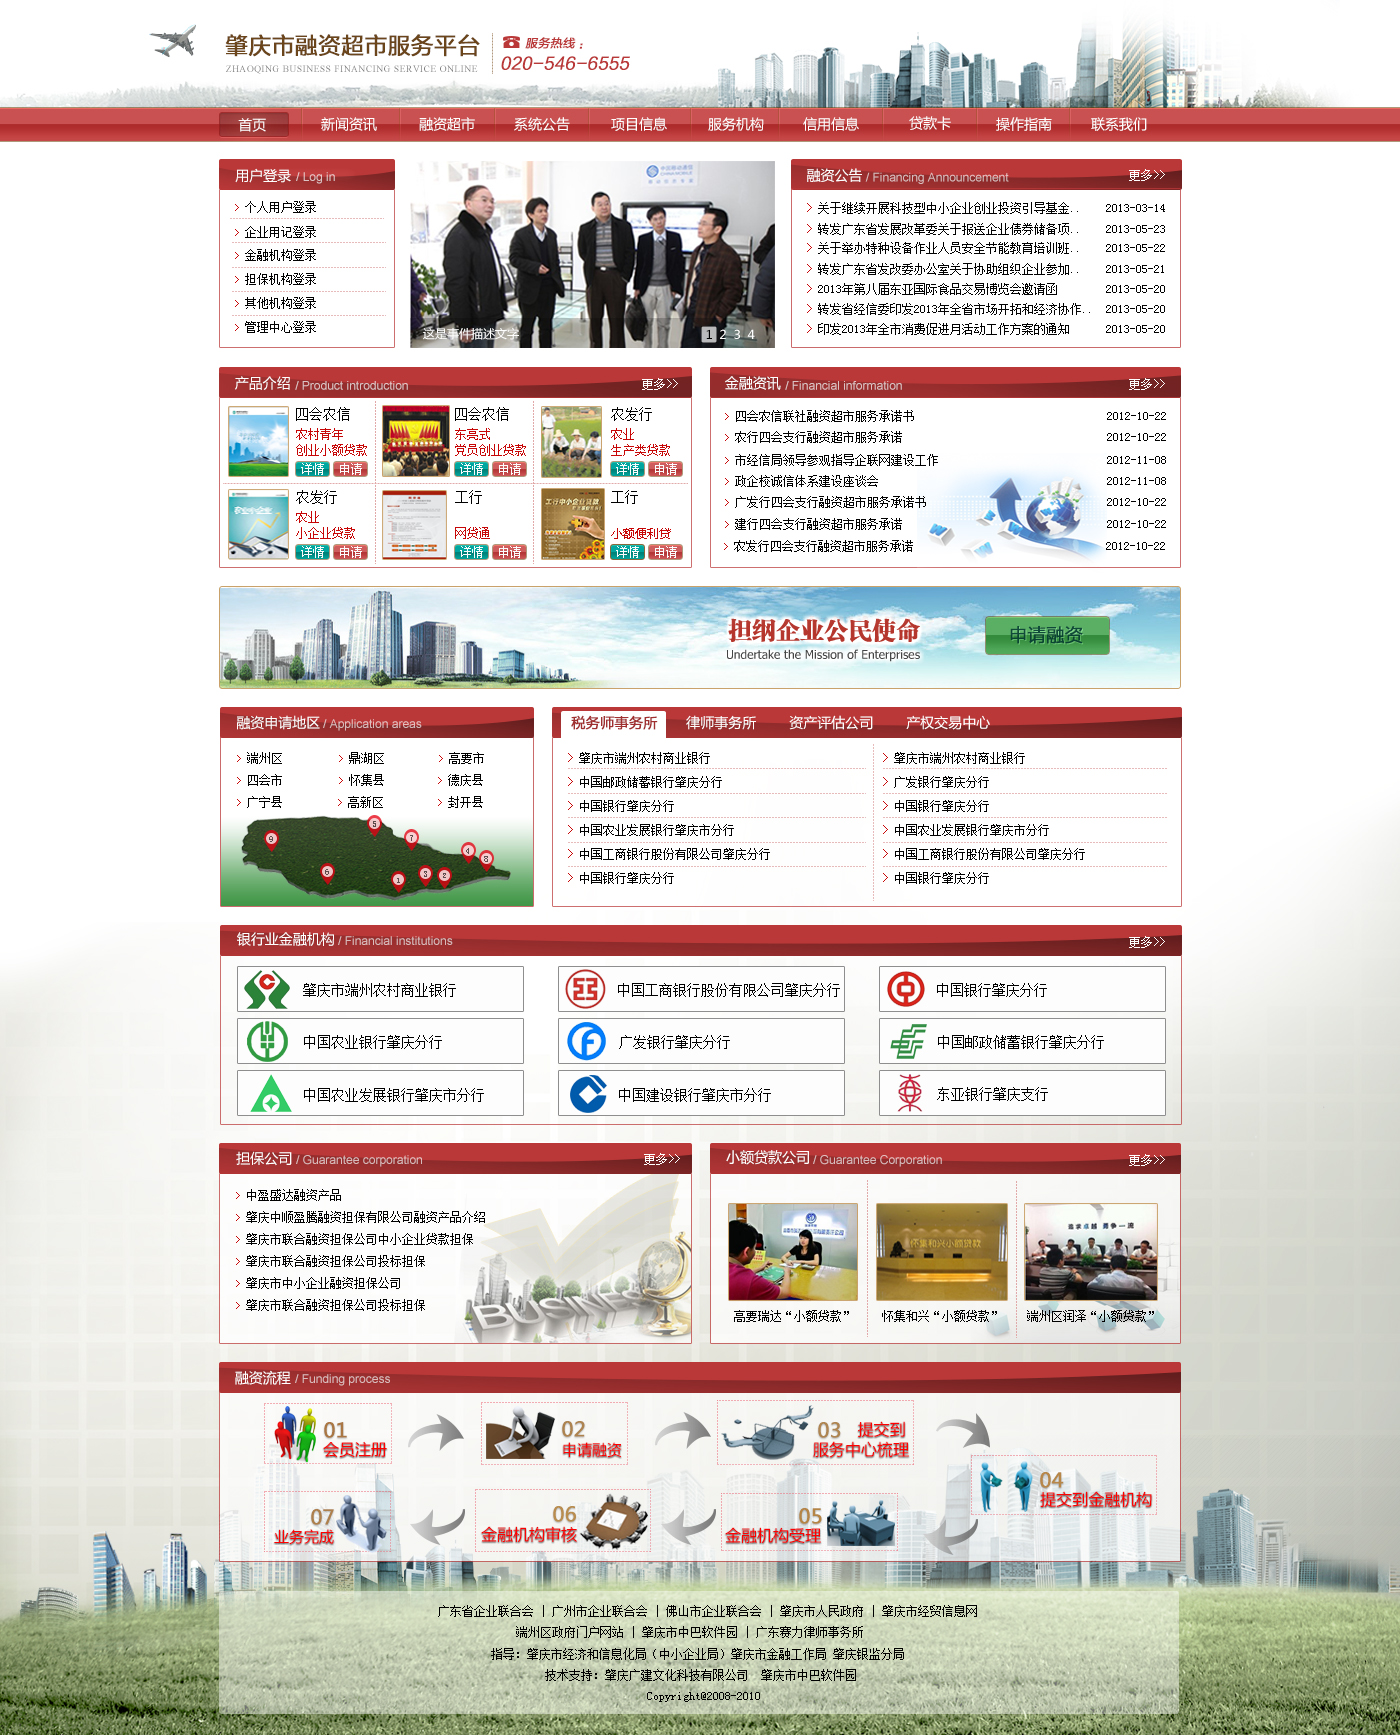 肇庆市融资超市服务平台
ZHAOQING BUSINESS FINANCING SERVICE ONLINE
服务热线：
020-546-6555
首页 新闻资讯 融资超市 系统公告 项目信息 服务机构 信用信息 贷款卡 操作指南 联系我们
用户登录 / Log in
个人用户登录
企业用记登录
金融机构登录
担保机构登录
其他机构登录
管理中心登录
这是事件描述文字
1 2 3 4
融资公告 / Financing Announcement 更多>>
关于继续开展科技型中小企业创业投资引导基金.. 2013-03-14
转发广东省发展改革委关于报送企业债券储备项.. 2013-05-23
关于举办特种设备作业人员安全节能教育培训班.. 2013-05-22
转发广东省发改委办公室关于协助组织企业参加.. 2013-05-21
2013年第八届东亚国际食品交易博览会邀请函 2013-05-20
转发省经信委印发2013年全省市场开拓和经济协作.. 2013-05-20
印发2013年全市消费促进月活动工作方案的通知 2013-05-20
产品介绍 / Product introduction 更多>>
四会农信
农村青年
创业小额贷款
详情 申请
四会农信
东亮式
党员创业贷款
详情 申请
农发行
农业
生产类贷款
详情 申请
农发行
农业
小企业贷款
详情 申请
工行
网贷通
详情 申请
工行
小额便利贷
详情 申请
金融资讯 / Financial information 更多>>
四会农信联社融资超市服务承诺书 2012-10-22
农行四会支行融资超市服务承诺 2012-10-22
市经信局领导参观指导企联网建设工作 2012-11-08
政企校诚信体系建设座谈会 2012-11-08
广发行四会支行融资超市服务承诺书 2012-10-22
建行四会支行融资超市服务承诺 2012-10-22
农发行四会支行融资超市服务承诺 2012-10-22
担纲企业公民使命
Undertake the Mission of Enterprises
申请融资
融资申请地区 / Application areas
端州区 鼎湖区 高要市
四会市 怀集县 德庆县
广宁县 高新区 封开县
9 5 7 4 8 6 1 3 2
税务师事务所 律师事务所 资产评估公司 产权交易中心
肇庆市端州农村商业银行
中国邮政储蓄银行肇庆分行
中国银行肇庆分行
中国农业发展银行肇庆市分行
中国工商银行股份有限公司肇庆分行
中国银行肇庆分行
肇庆市端州农村商业银行
广发银行肇庆分行
中国银行肇庆分行
中国农业发展银行肇庆市分行
中国工商银行股份有限公司肇庆分行
中国银行肇庆分行
银行业金融机构 / Financial institutions 更多>>
肇庆市端州农村商业银行 中国工商银行股份有限公司肇庆分行 中国银行肇庆分行
中国农业银行肇庆分行 广发银行肇庆分行 中国邮政储蓄银行肇庆分行
中国农业发展银行肇庆市分行 中国建设银行肇庆市分行 东亚银行肇庆支行
担保公司 / Guarantee corporation 更多>>
中盈盛达融资产品
肇庆中顺盈腾融资担保有限公司融资产品介绍
肇庆市联合融资担保公司中小企业贷款担保
肇庆市联合融资担保公司投标担保
肇庆市中小企业融资担保公司
肇庆市联合融资担保公司投标担保
BUSINESS
小额贷款公司 / Guarantee Corporation 更多>>
怀集和兴小额贷款
追求卓越 勇争一流
高要瑞达“小额贷款” 怀集和兴“小额贷款” 端州区润泽“小额贷款”
融资流程 / Funding process
01
会员注册
02
申请融资
03 提交到
服务中心梳理
04
提交到金融机构
05
金融机构受理
06
金融机构审核
07
业务完成
广东省企业联合会 | 广州市企业联合会 | 佛山市企业联合会 | 肇庆市人民政府 | 肇庆市经贸信息网
端州区政府门户网站 | 肇庆市中巴软件园 | 广东赛力律师事务所
指导：肇庆市经济和信息化局（中小企业局）肇庆市金融工作局 肇庆银监分局
技术支持：肇庆广建文化科技有限公司 肇庆市中巴软件园
Copyright@2008-2010